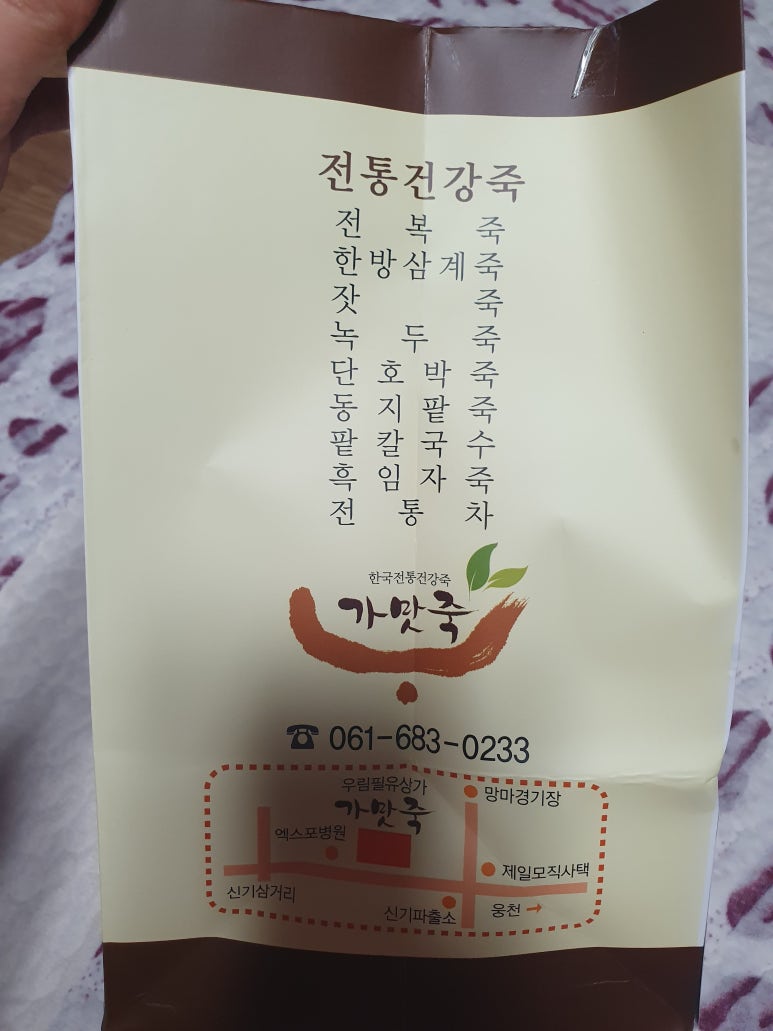 전통건강죽
전 복 죽
한방삼계죽
잣 죽
녹 두 죽
단 호 박 죽
동 지 팥 죽
팥 칼 국 수
흑 임 자 죽
전 통 차
한국전통건강죽
가맛죽
☎ 061-683-0233
우림필유상가
가맛죽
망마경기장
엑스포병원
제일모직사택
신기삼거리
신기파출소
웅천 →